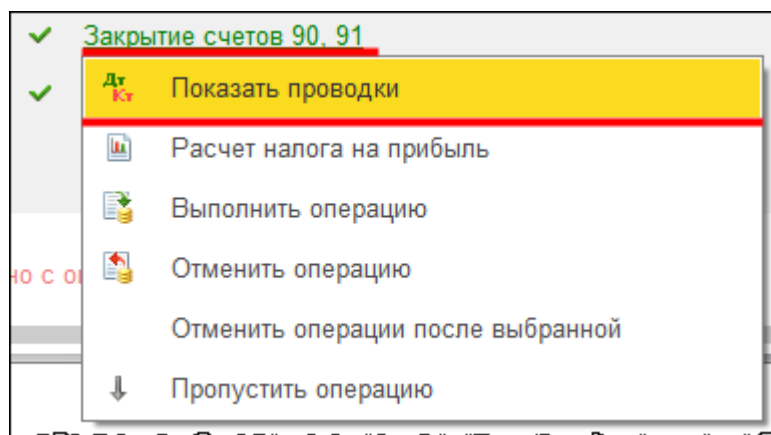 Закрытие счетов 90, 91
Дт
Кт
Показать проводки
Расчет налога на прибыль
Выполнить операцию
Отменить операцию
Отменить операции после выбранной
Пропустить операцию